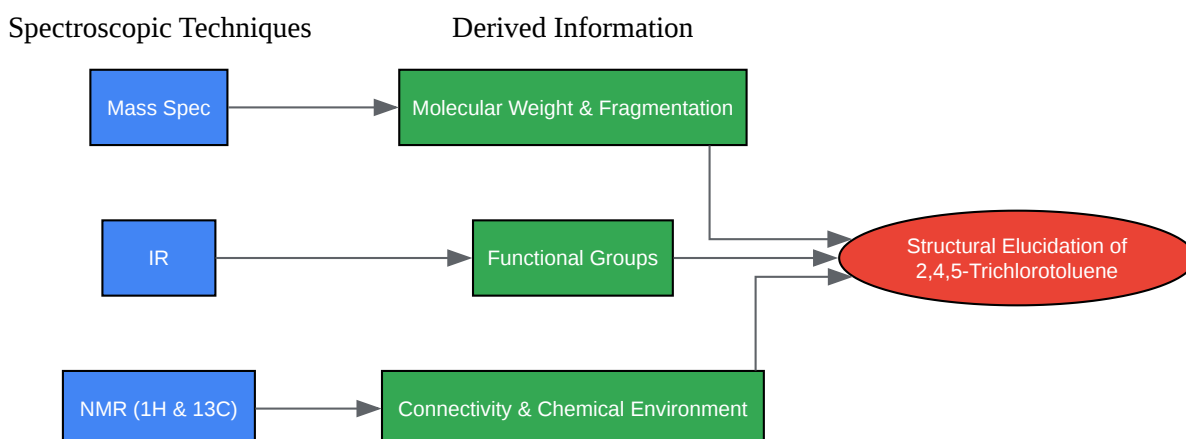 Spectroscopic Techniques
Derived Information
Mass Spec
Molecular Weight & Fragmentation
IR
Functional Groups
Structural Elucidation of
2,4,5-Trichlorotoluene
NMR (1H & 13C)
Connectivity & Chemical Environment